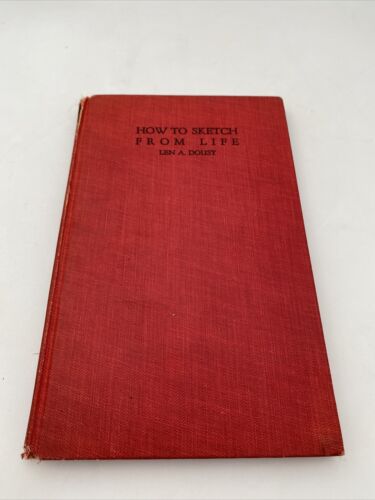 HOW TO SKETCH
FROM LIFE
LEN A. DOUST